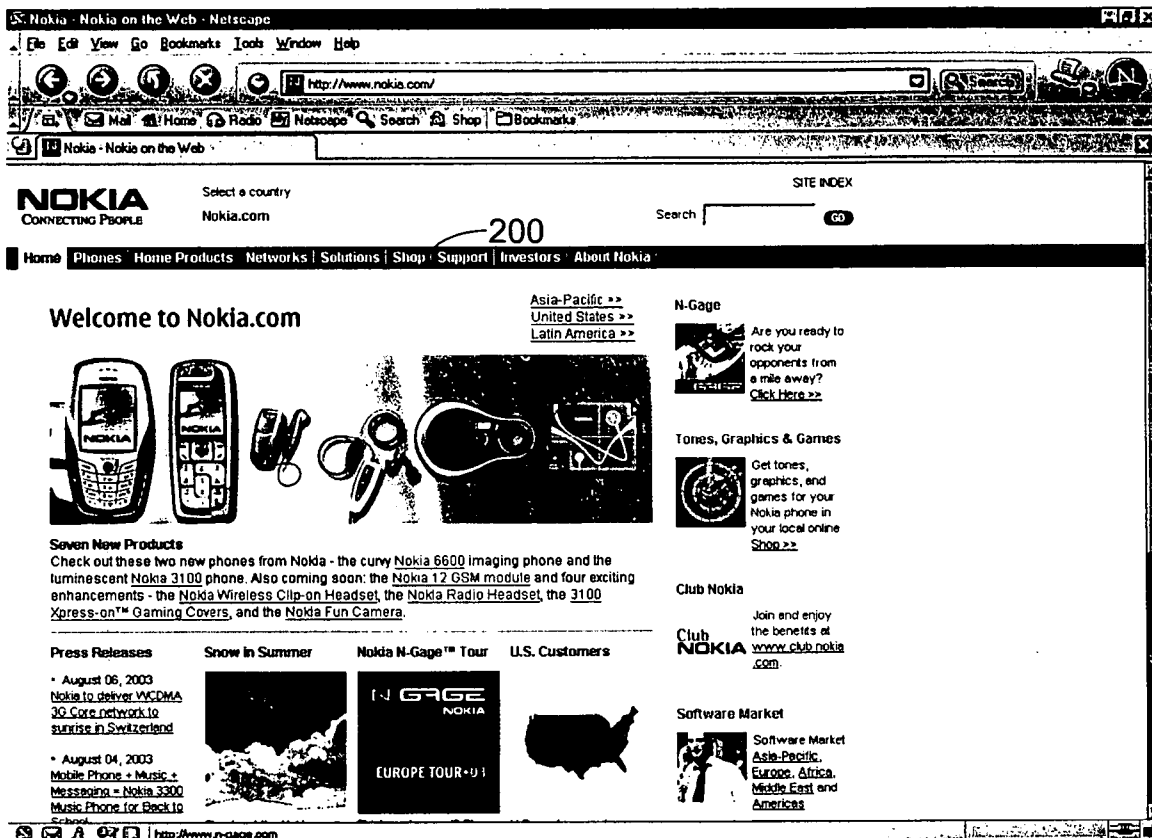 Nokia - Nokia on the Web - Netscape
File Edit View Go Bookmarks Tools Window Help
http://www.nokia.com/
Search
Mail Home Radio Netscape Search Shop Bookmarks
Nokia - Nokia on the Web
NOKIA
CONNECTING PEOPLE
Select a country
Nokia.com
SITE INDEX
Search
GO
200
Home Phones Home Products Networks Solutions Shop Support Investors About Nokia
Welcome to Nokia.com
Asia-Pacific >>
United States >>
Latin America >>
NOKIA
NOKIA
Seven New Products
Check out these two new phones from Nokia - the curvy Nokia 6600 imaging phone and the
luminescent Nokia 3100 phone. Also coming soon: the Nokia 12 GSM module and four exciting
enhancements - the Nokia Wireless Clip-on Headset, the Nokia Radio Headset, the 3100
Xpress-on™ Gaming Covers, and the Nokia Fun Camera.
Press Releases
• August 06, 2003
Nokia to deliver WCDMA
3G Core network to
sunrise in Switzerland
• August 04, 2003
Mobile Phone + Music +
Messaging = Nokia 3300
Music Phone for Back to
School
Snow in Summer
Nokia N-Gage™ Tour
N-GAGE
NOKIA
EUROPE TOUR•03
U.S. Customers
N-Gage
Are you ready to
rock your
opponents from
a mile away?
Click Here >>
Tones, Graphics & Games
Get tones,
graphics, and
games for your
Nokia phone in
your local online
Shop >>
Club Nokia
Club
NOKIA
Join and enjoy
the benefits at
www.club.nokia
.com.
Software Market
Software Market
Asia-Pacific,
Europe, Africa,
Middle East and
Americas
http://www.n-gage.com